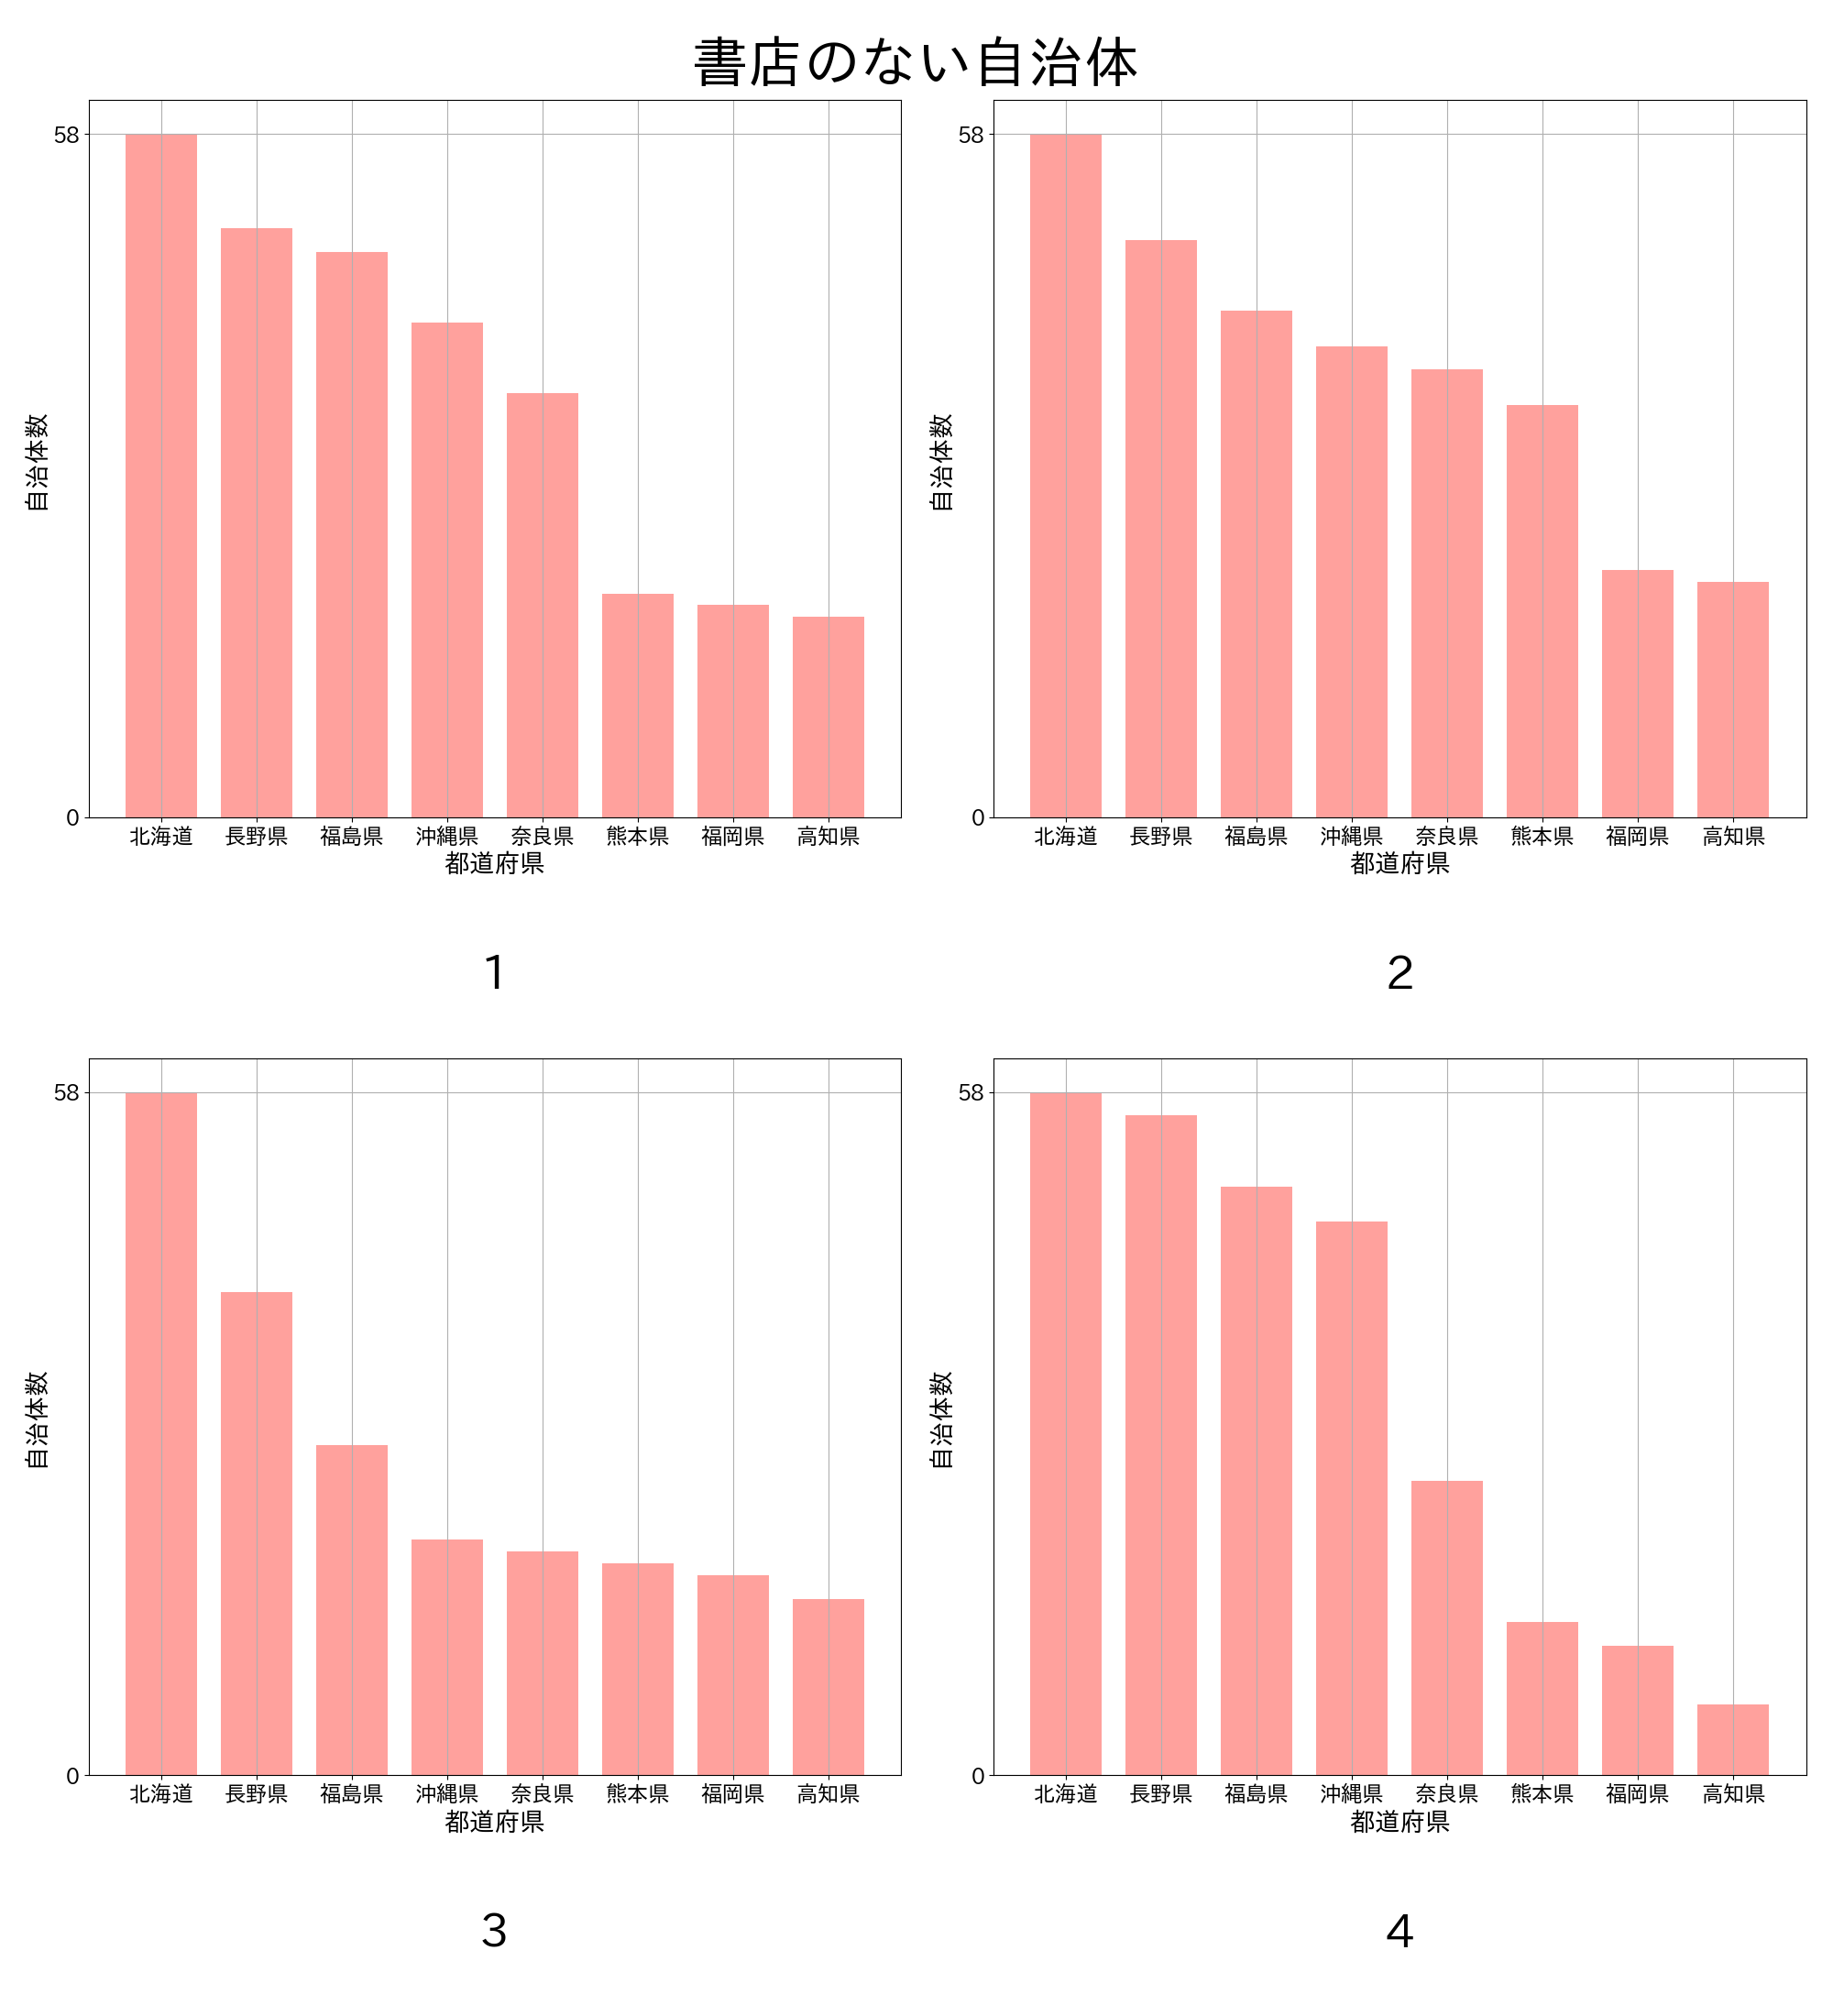 書店のない自治体
58
0
自治体数
北海道 長野県 福島県 沖縄県 奈良県 熊本県 福岡県 高知県
都道府県
1
58
0
自治体数
北海道 長野県 福島県 沖縄県 奈良県 熊本県 福岡県 高知県
都道府県
2
58
0
自治体数
北海道 長野県 福島県 沖縄県 奈良県 熊本県 福岡県 高知県
都道府県
3
58
0
自治体数
北海道 長野県 福島県 沖縄県 奈良県 熊本県 福岡県 高知県
都道府県
4